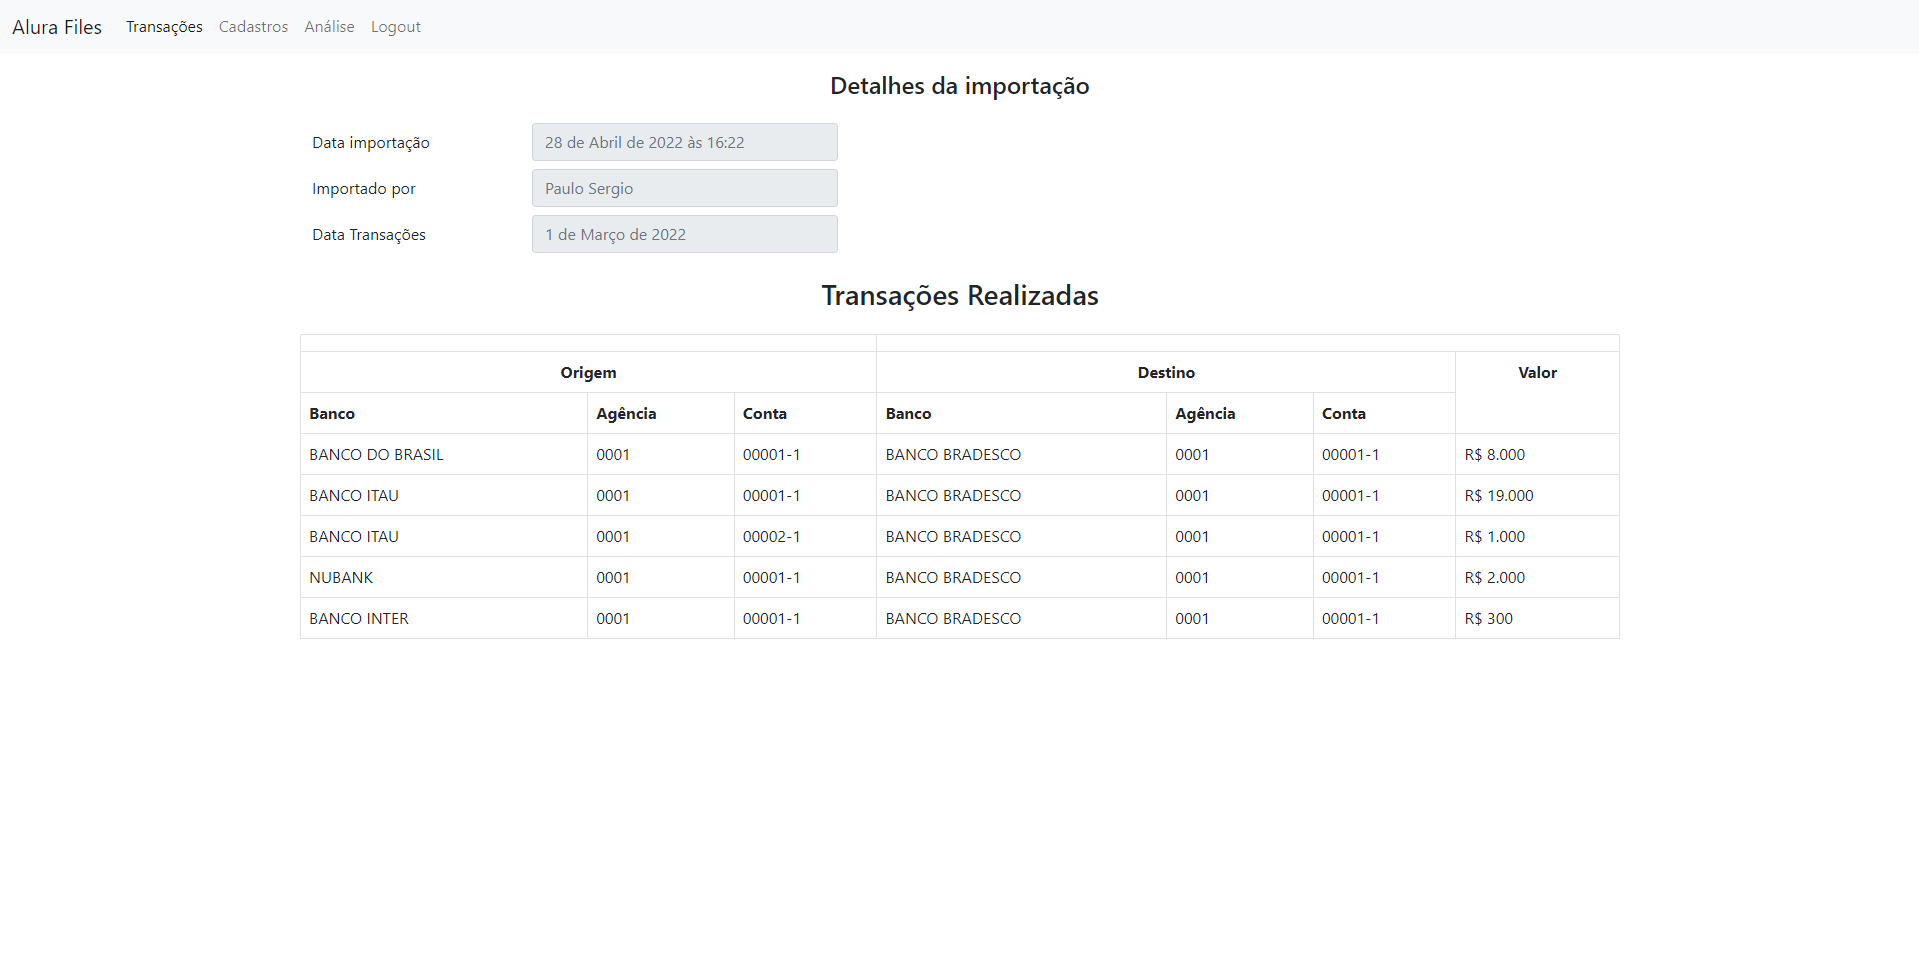 Alura Files Transações Cadastros Análise Logout
Detalhes da importação
Data importação 28 de Abril de 2022 às 16:22
Importado por Paulo Sergio
Data Transações 1 de Março de 2022
Transações Realizadas
Origem Destino Valor
Banco Agência Conta Banco Agência Conta
BANCO DO BRASIL 0001 00001-1 BANCO BRADESCO 0001 00001-1 R$ 8.000
BANCO ITAU 0001 00001-1 BANCO BRADESCO 0001 00001-1 R$ 19.000
BANCO ITAU 0001 00002-1 BANCO BRADESCO 0001 00001-1 R$ 1.000
NUBANK 0001 00001-1 BANCO BRADESCO 0001 00001-1 R$ 2.000
BANCO INTER 0001 00001-1 BANCO BRADESCO 0001 00001-1 R$ 300